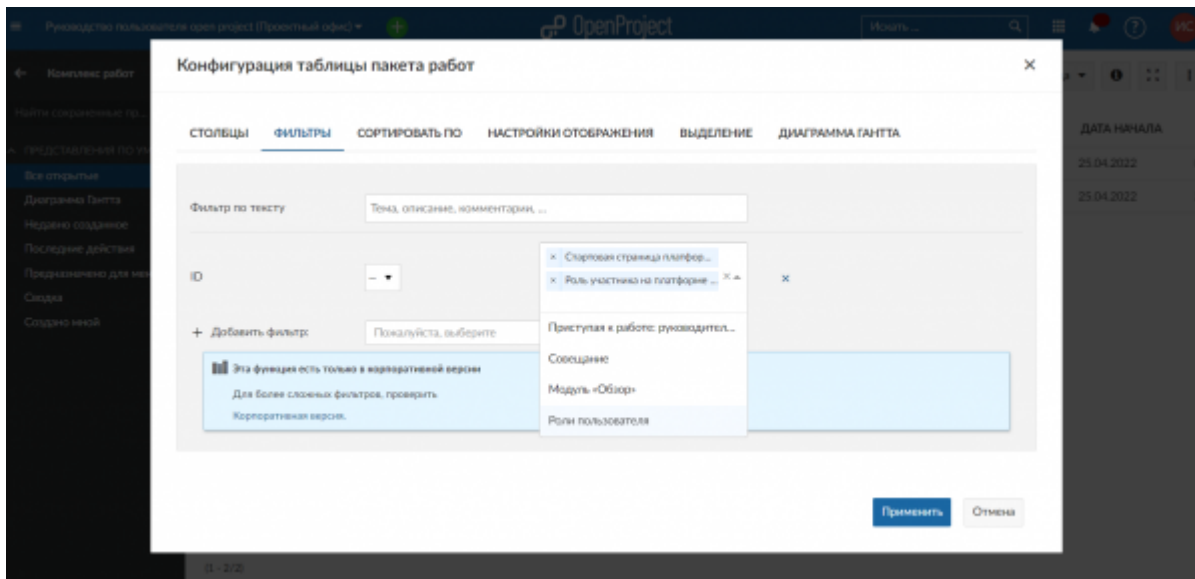 Руководство пользователя open project (Проектный офис)
OpenProject
Искать...
ИС
Комплекс работ
Найти сохраненные пр...
ПРЕДСТАВЛЕНИЯ ПО
Все открытые
Диаграмма Гантта
Недавно созданное
Последние действия
Предназначено для
Сводка
Создано мной
Конфигурация таблицы пакета работ
СТОЛБЦЫ ФИЛЬТРЫ СОРТИРОВАТЬ ПО НАСТРОЙКИ ОТОБРАЖЕНИЯ ВЫДЕЛЕНИЕ ДИАГРАММА ГАНТТА
Фильтр по тексту Тема, описание, комментарии, ...
ID
Стартовая страница платфор...
Роль участника на платформе ...
Добавить фильтр: Пожалуйста, выберите
Приступая к работе: руководител...
Совещание
Модуль «Обзор»
Роли пользователя
Эта функция есть только в корпоративной версии
Для более сложных фильтров, проверить
Корпоративная версия.
Применить Отмена
ДАТА НАЧАЛА
25.04.2022
25.04.2022
(1 - 2/2)